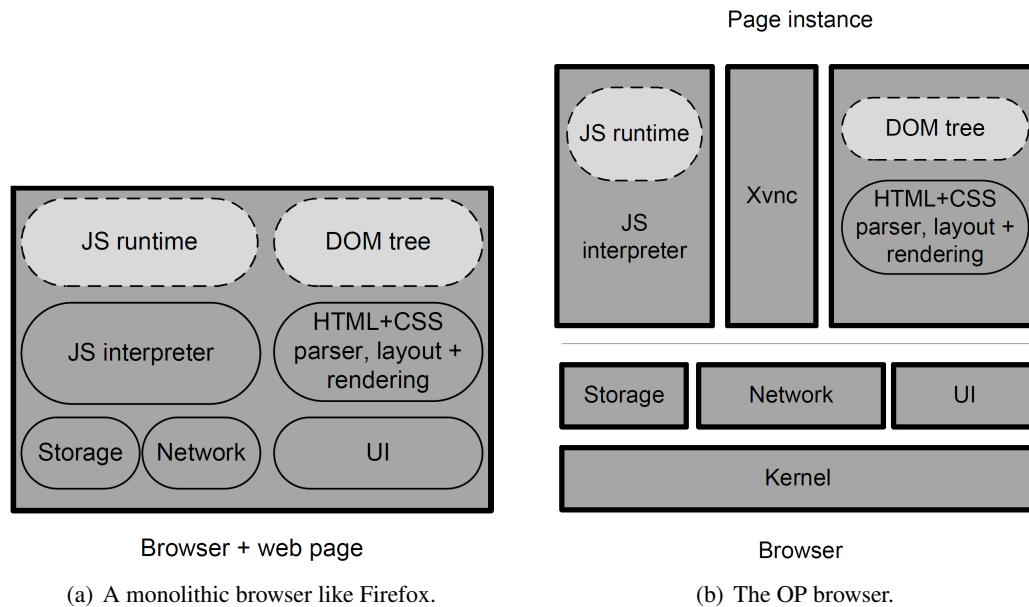 JS runtime
DOM tree
JS interpreter
HTML+CSS
parser, layout +
rendering
Storage
Network
UI
Browser + web page
(a) A monolithic browser like Firefox.
Page instance
JS runtime
JS
interpreter
Xvnc
DOM tree
HTML+CSS
parser, layout +
rendering
Storage
Network
UI
Kernel
Browser
(b) The OP browser.